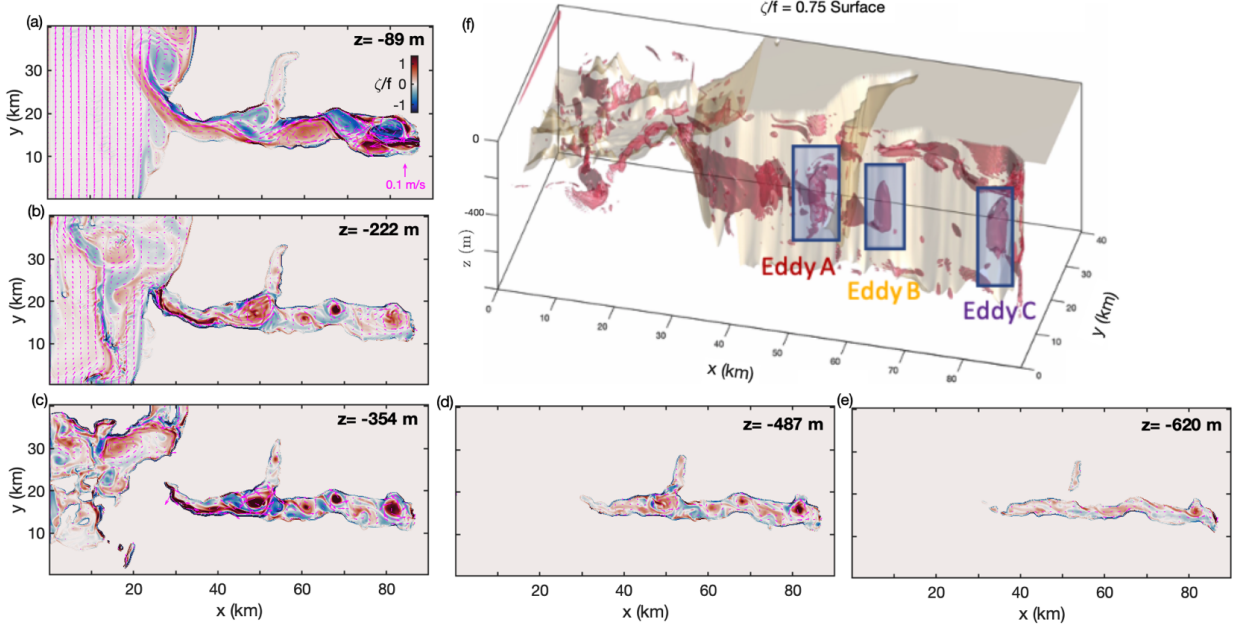 (a)
z= -89 m
ζ/f
1
0
-1
0.1 m/s
30
20
10
y (km)
(b)
z= -222 m
30
20
10
y (km)
(c)
z= -354 m
30
20
10
y (km)
20
40
60
80
x (km)
(f)
ζ/f = 0.75 Surface
0
-400
z (m)
Eddy A
Eddy B
Eddy C
0
10
20
30
40
50
60
70
80
x (km)
0
10
20
30
40
y (km)
(d)
z= -487 m
20
40
60
80
x (km)
(e)
z= -620 m
20
40
60
80
x (km)